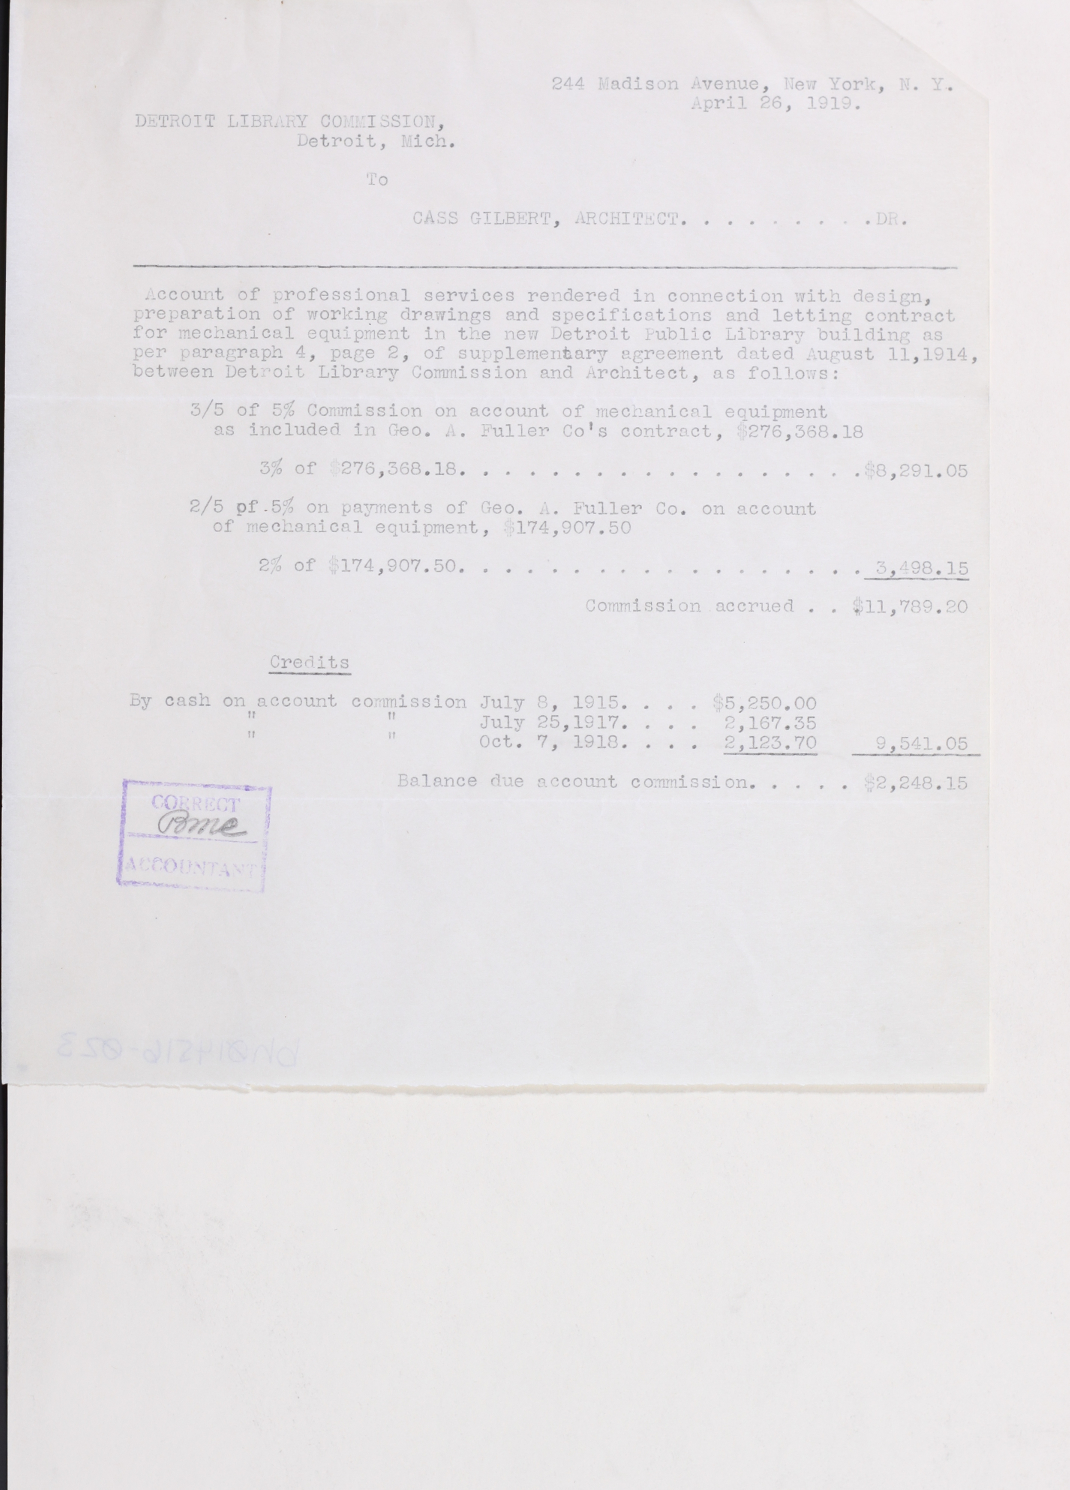 244 Madison Avenue, New York, N. Y.
April 26, 1919.
DETROIT LIBRARY COMMISSION,
Detroit, Mich.
To
CASS GILBERT, ARCHITECT. . . . . . . . . .DR.
Account of professional services rendered in connection with design,
preparation of working drawings and specifications and letting contract
for mechanical equipment in the new Detroit Public Library building as
per paragraph 4, page 2, of supplementary agreement dated August 11,1914,
between Detroit Library Commission and Architect, as follows:
3/5 of 5% Commission on account of mechanical equipment
as included in Geo. A. Fuller Co's contract, $276,368.18
3% of $276,368.18. . . . . . . . . . . . . . . . . .$8,291.05
2/5 of 5% on payments of Geo. A. Fuller Co. on account
of mechanical equipment, $174,907.50
2% of $174,907.50. . . . . . . . . . . . . . . . . . 3,498.15
Commission accrued . . $11,789.20
Credits
By cash on account commission July 8, 1915. . . . $5,250.00
" " July 25,1917. . . . 2,167.35
" " Oct. 7, 1918. . . . 2,123.70 9,541.05
Balance due account commission. . . . . $2,248.15
CORRECT
BMC
ACCOUNTANT